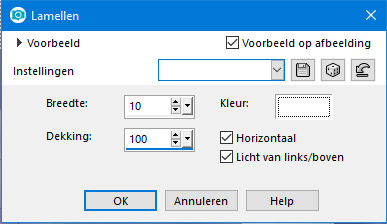 Lamellen
Voorbeeld
Voorbeeld op afbeelding
Instellingen
Breedte: 10 Kleur:
Dekking: 100 Horizontaal
Licht van links/boven
OK Annuleren Help